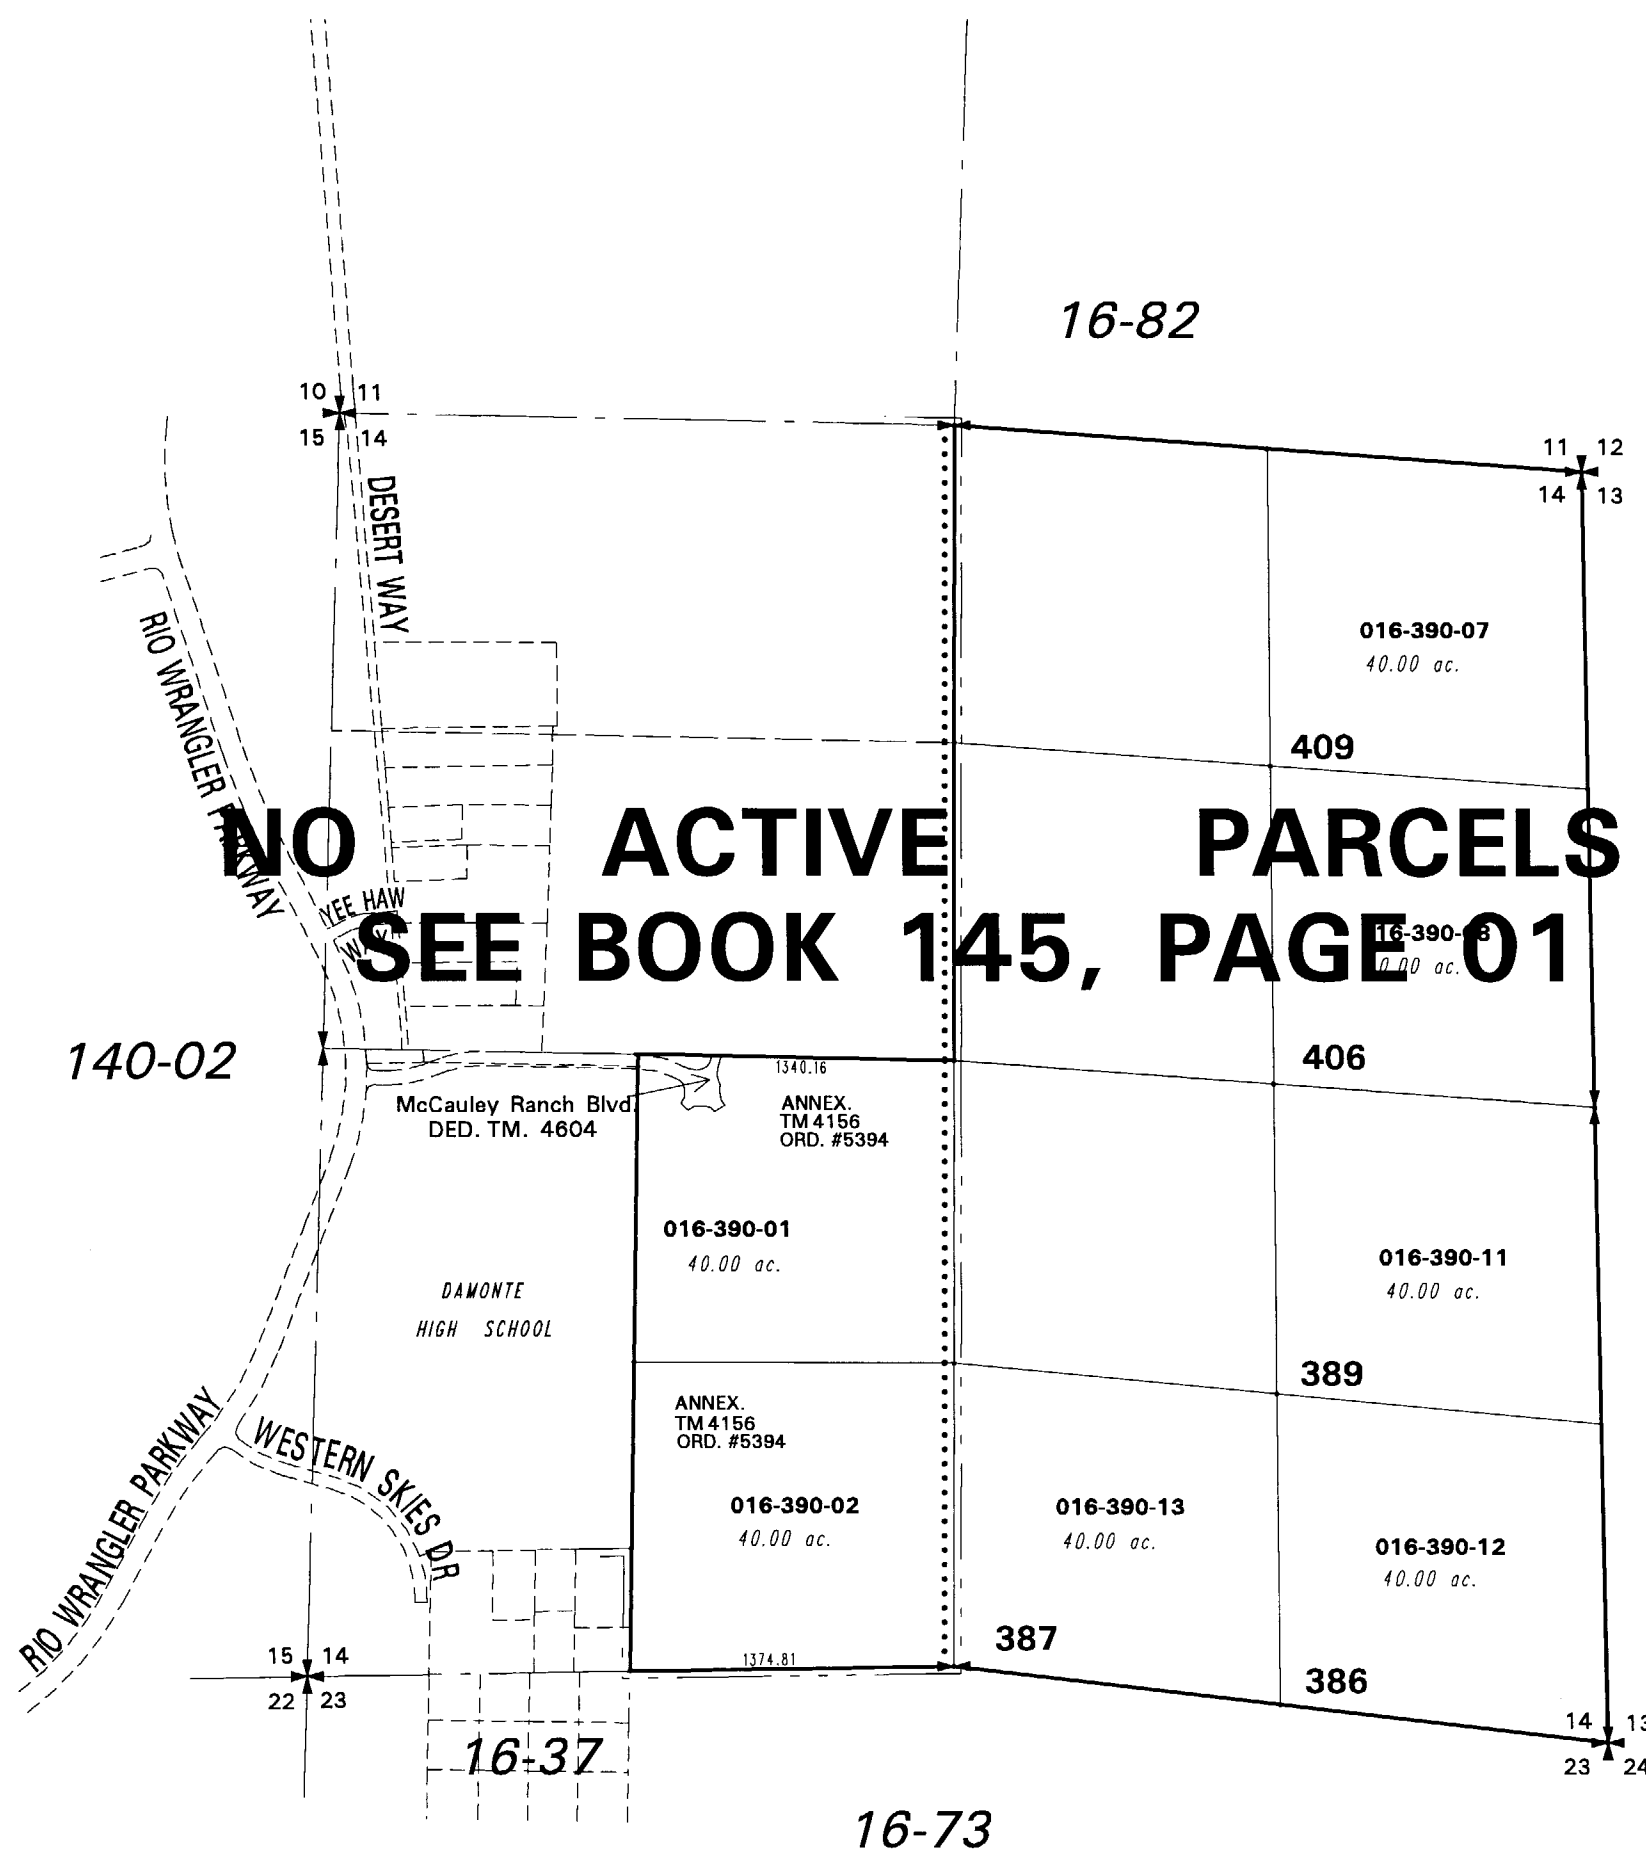 16-82
10 11
15 14
11 12
14 13
DESERT WAY
RIO WRANGLER PARKWAY
016-390-07
40.00 ac.
409
NO ACTIVE PARCELS
SEE BOOK 145, PAGE 01
YEE HAW
WAY
140-02
406
1340.16
McCauley Ranch Blvd.
DED. TM. 4604
ANNEX.
TM 4156
ORD. #5394
016-390-01
40.00 ac.
016-390-11
40.00 ac.
DAMONTE
HIGH SCHOOL
389
ANNEX.
TM 4156
ORD. #5394
RIO WRANGLER PARKWAY
WESTERN SKIES DR
016-390-02
40.00 ac.
016-390-13
40.00 ac.
016-390-12
40.00 ac.
387
386
1374.81
15 14
22 23
14 13
23 24
16-37
16-73